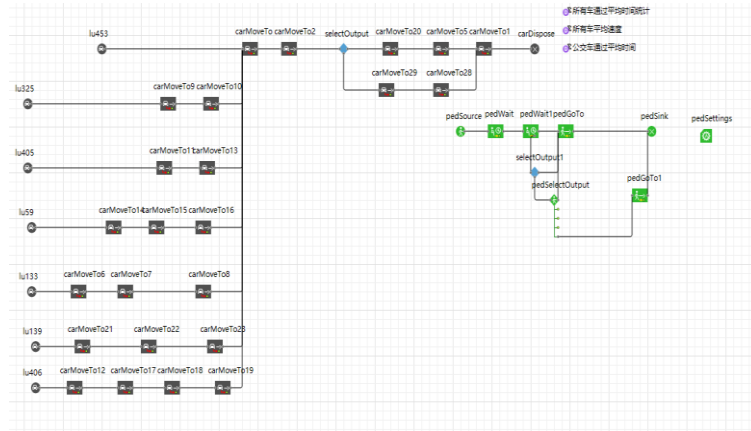 所有车通过平均时间统计
lu453
carMoveTo carMoveTo2 selectOutput carMoveTo20 carMoveTo5 carMoveTo1 carDispose
所有车平均速度
公交车通过平均时间
carMoveTo29 carMoveTo28
lu325
carMoveTo9 carMoveTo10
pedSource pedWait pedWait1 pedGoTo pedSink pedSettings
lu405
carMoveTo11 carMoveTo13
selectOutput1
pedSelectOutput pedGoTo1
lu59
carMoveTo14 carMoveTo15 carMoveTo16
lu133
carMoveTo6 carMoveTo7 carMoveTo8
lu139
carMoveTo21 carMoveTo22 carMoveTo23
lu406
carMoveTo12 carMoveTo17 carMoveTo18 carMoveTo19